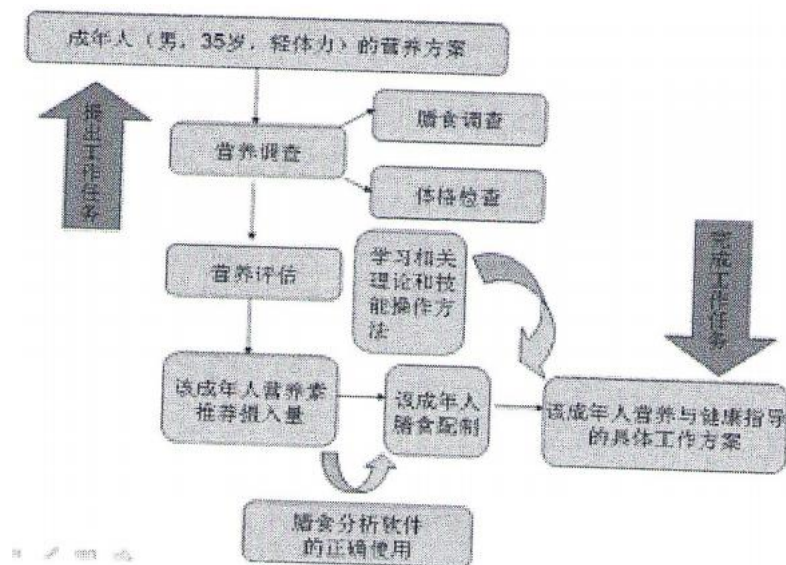 成年人（男，35岁，轻体力）的营养方案
提出工作任务
营养调查
膳食调查
体格检查
营养评估
学习相关
理论和技
能操作方
法
完成工作任务
该成年人营养素
推荐摄入量
该成年人
膳食配制
该成年人营养与健康指导
的具体工作方案
膳食分析软件
的正确使用